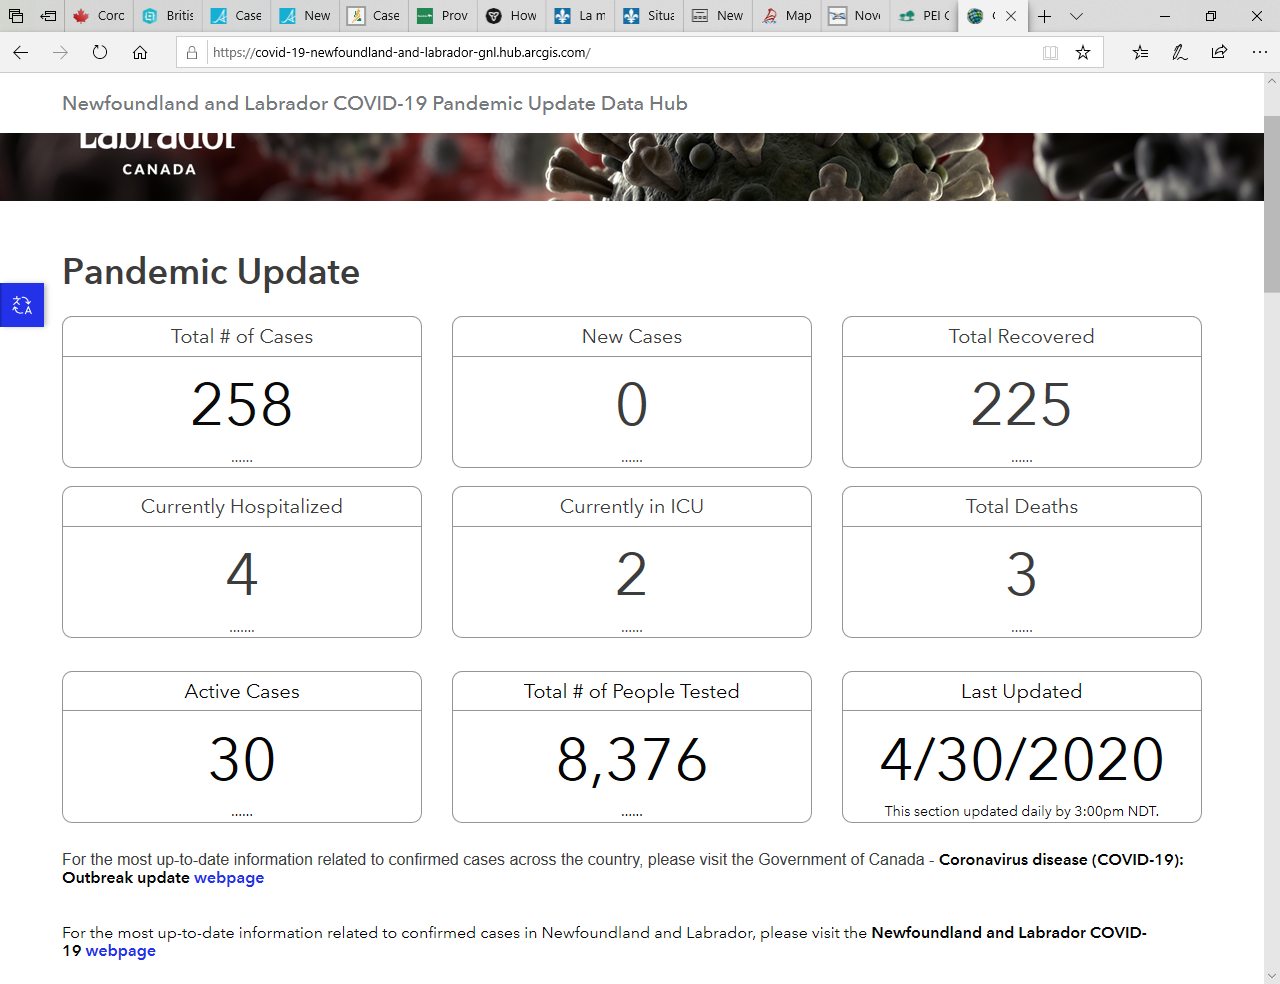 Corc
Britis
Case
New
Case
Prov
How
La m
Situa
New
Map
Nov
PEI C
https://covid-19-newfoundland-and-labrador-gnl.hub.arcgis.com/
Newfoundland and Labrador COVID-19 Pandemic Update Data Hub
Labrador
CANADA
Pandemic Update
Total # of Cases
New Cases
Total Recovered
258
0
225
......
......
......
Currently Hospitalized
Currently in ICU
Total Deaths
4
2
3
.......
......
......
Active Cases
Total # of People Tested
Last Updated
30
8,376
4/30/2020
......
......
This section updated daily by 3:00pm NDT.
For the most up-to-date information related to confirmed cases across the country, please visit the Government of Canada - Coronavirus disease (COVID-19):
Outbreak update webpage
For the most up-to-date information related to confirmed cases in Newfoundland and Labrador, please visit the Newfoundland and Labrador COVID-
19 webpage